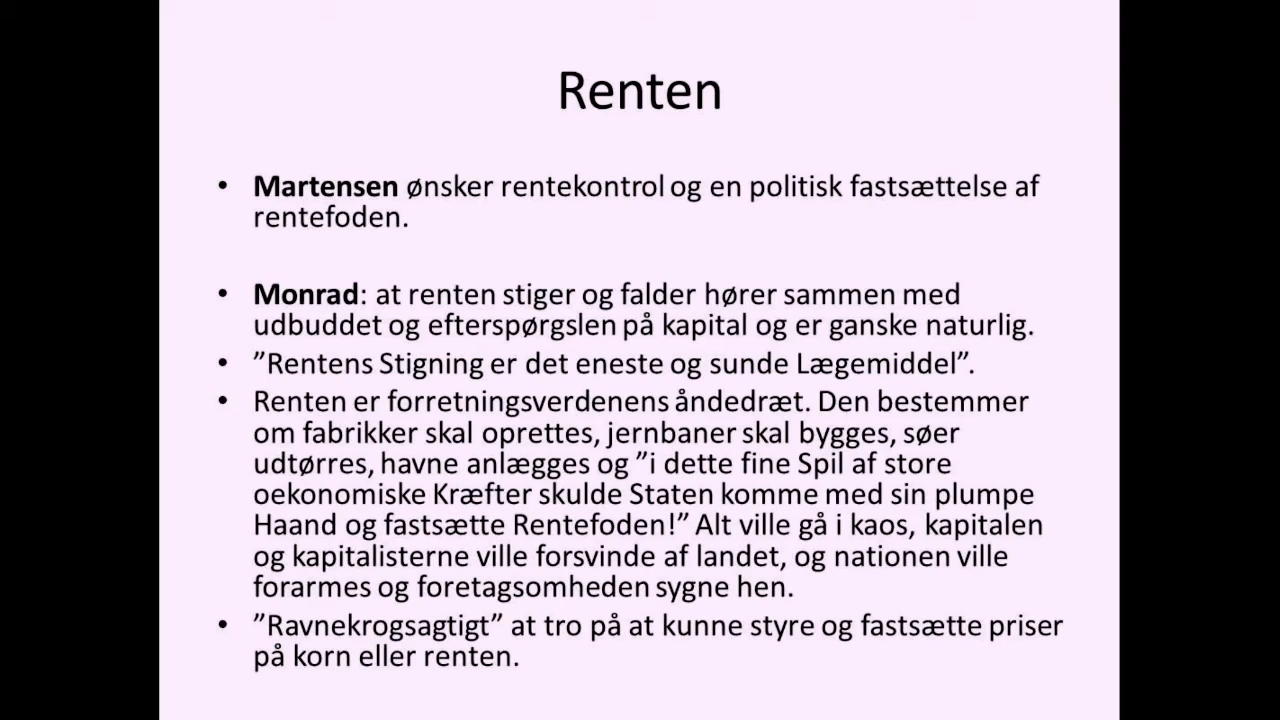 Renten
• Martensen ønsker rentekontrol og en politisk fastsættelse af
rentefoden.
• Monrad: at renten stiger og falder hører sammen med
udbuddet og efterspørgslen på kapital og er ganske naturlig.
• ”Rentens Stigning er det eneste og sunde Lægemiddel”.
• Renten er forretningsverdenens åndedræt. Den bestemmer
om fabrikker skal oprettes, jernbaner skal bygges, søer
udtørres, havne anlægges og ”i dette fine Spil af store
oekonomiske Kræfter skulde Staten komme med sin plumpe
Haand og fastsætte Rentefoden!” Alt ville gå i kaos, kapitalen
og kapitalisterne ville forsvinde af landet, og nationen ville
forarmes og foretagsomheden sygne hen.
• ”Ravnekrogsagtigt” at tro på at kunne styre og fastsætte priser
på korn eller renten.